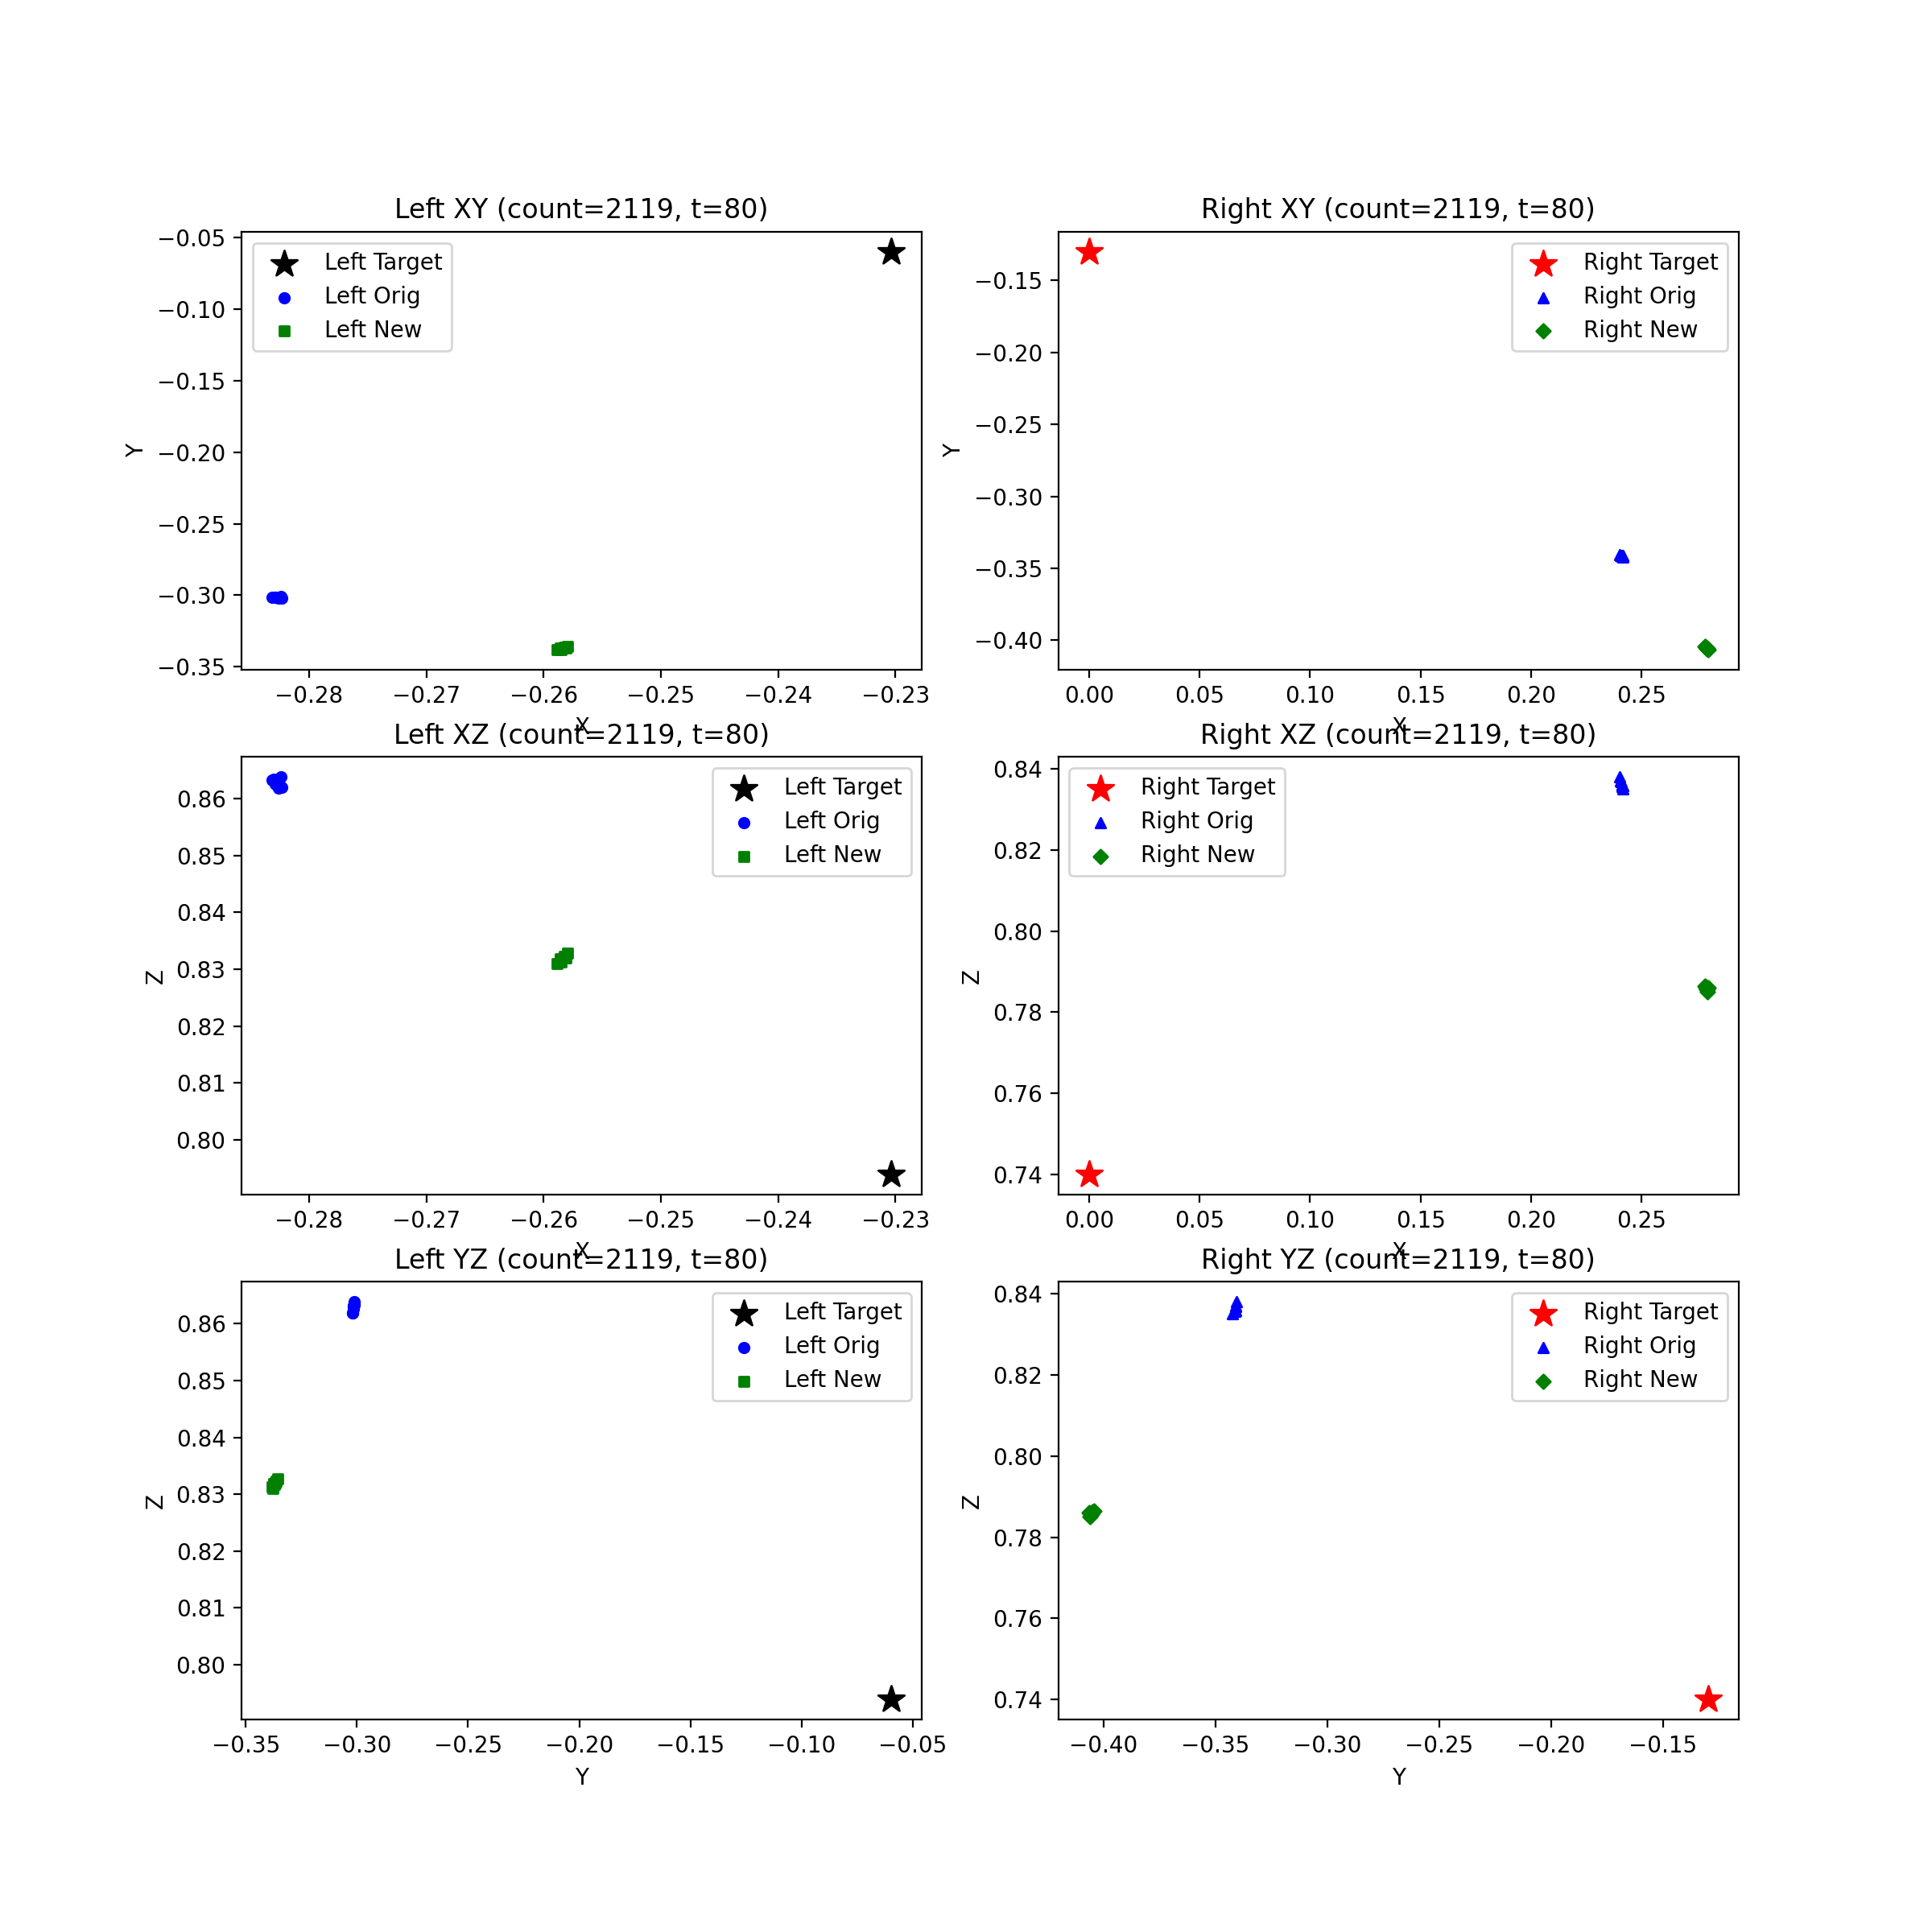 Left XY (count=2119, t=80)
−0.05
−0.10
−0.15
−0.20
−0.25
−0.30
−0.35
Y
Left Target
Left Orig
Left New
−0.28
−0.27
−0.26
−0.25
−0.24
−0.23
X
Right XY (count=2119, t=80)
−0.15
−0.20
−0.25
−0.30
−0.35
−0.40
Y
Right Target
Right Orig
Right New
0.00
0.05
0.10
0.15
0.20
0.25
X
Left XZ (count=2119, t=80)
0.86
0.85
0.84
0.83
0.82
0.81
0.80
Z
Left Target
Left Orig
Left New
−0.28
−0.27
−0.26
−0.25
−0.24
−0.23
X
Right XZ (count=2119, t=80)
0.84
0.82
0.80
0.78
0.76
0.74
Z
Right Target
Right Orig
Right New
0.00
0.05
0.10
0.15
0.20
0.25
X
Left YZ (count=2119, t=80)
0.86
0.85
0.84
0.83
0.82
0.81
0.80
Z
Left Target
Left Orig
Left New
−0.35
−0.30
−0.25
−0.20
−0.15
−0.10
−0.05
Y
Right YZ (count=2119, t=80)
0.84
0.82
0.80
0.78
0.76
0.74
Z
Right Target
Right Orig
Right New
−0.40
−0.35
−0.30
−0.25
−0.20
−0.15
Y